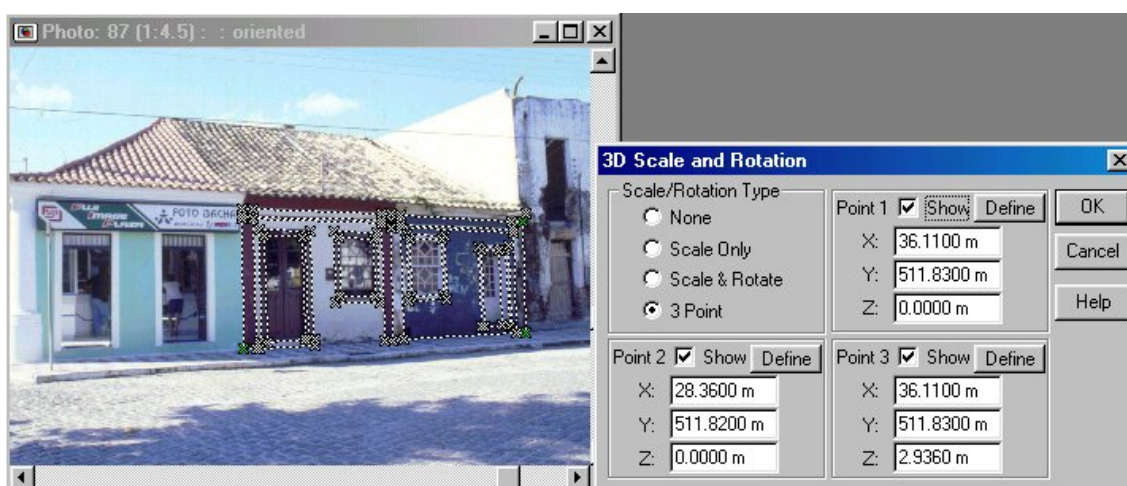 Photo: 87 (1:4.5) : : oriented
FOTO BACHA
3D Scale and Rotation
Scale/Rotation Type
None
Scale Only
Scale & Rotate
3 Point
Point 1 Show Define
X: 36.1100 m
Y: 511.8300 m
Z: 0.0000 m
OK
Cancel
Help
Point 2 Show Define
X: 28.3600 m
Y: 511.8200 m
Z: 0.0000 m
Point 3 Show Define
X: 36.1100 m
Y: 511.8300 m
Z: 2.9360 m